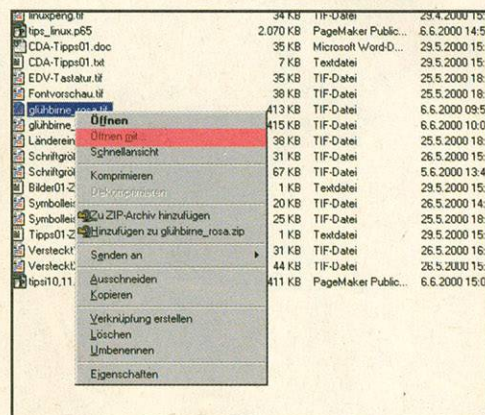 linuxpeng.tif 34 KB TIF-Datei 29.4.2000 15:
tips_linux.p65 2.070 KB PageMaker Public... 6.6.2000 14:5
CDA-Tipps01.doc 35 KB Microsoft Word-D... 29.5.2000 15:
CDA-Tipps01.txt 7 KB Textdatei 29.5.2000 15:
EDV-Tastatur.tif 35 KB TIF-Datei 25.5.2000 18:
Fontvorschau.tif 38 KB TIF-Datei 25.5.2000 18:
glühbirne_rosa.tif 413 KB TIF-Datei 6.6.2000 09:5
glühbirne_ 415 KB TIF-Datei 6.6.2000 10:0
Länderein 38 KB TIF-Datei 25.5.2000 18:
Schriftgröl 31 KB TIF-Datei 26.5.2000 15:
Schriftgröl 67 KB TIF-Datei 5.6.2000 13:4
Bilder01-Z 1 KB Textdatei 29.5.2000 15:
Symbolleis 20 KB TIF-Datei 26.5.2000 14:
Symbolleis 25 KB TIF-Datei 25.5.2000 18:
Tipps01-Z 1 KB Textdatei 29.5.2000 15:
Versteckt 31 KB TIF-Datei 26.5.2000 16:
Versteckt 44 KB TIF-Datei 26.5.2000 15:
tipsi10,11. 411 KB PageMaker Public... 6.6.2000 15:0
Öffnen
Öffnen mit...
Schnellansicht
Komprimieren
Dekomprimieren
Zu ZIP-Archiv hinzufügen
Hinzufügen zu glühbirne_rosa.zip
Senden an
Ausschneiden
Kopieren
Verknüpfung erstellen
Löschen
Umbenennen
Eigenschaften